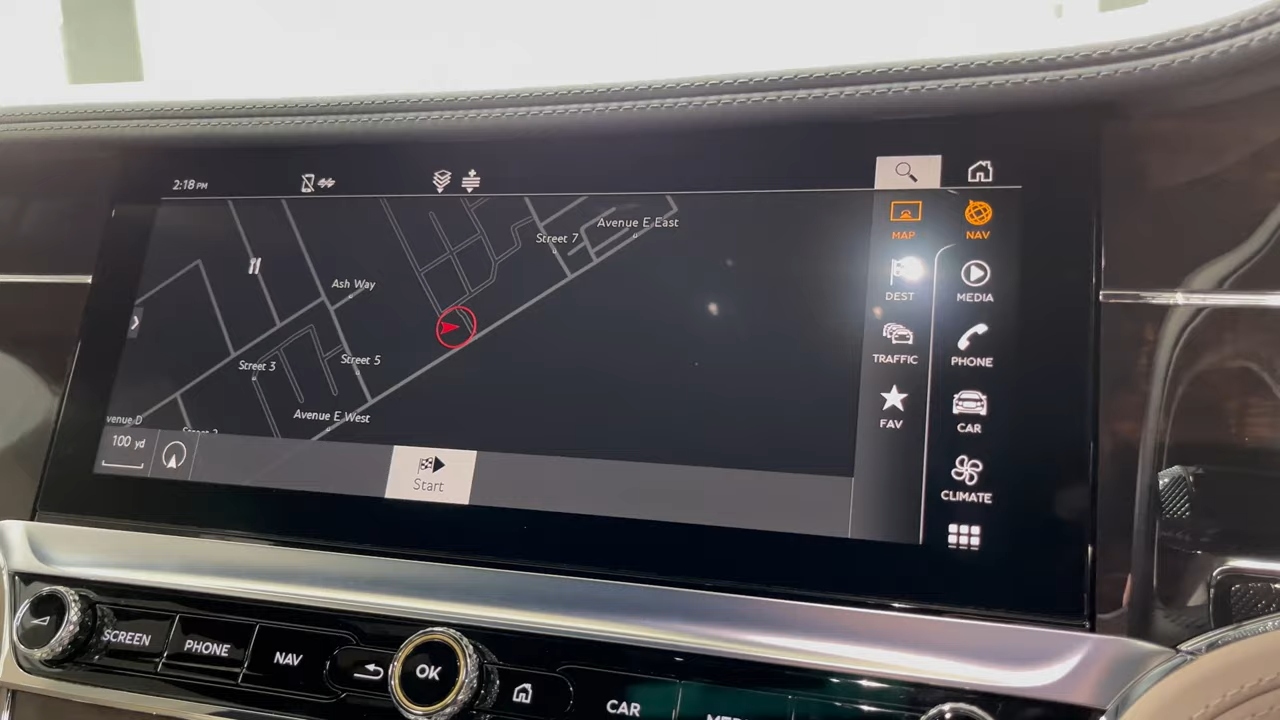 2:18 PM
Avenue E East
Street 7
MAP
NAV
Ash Way
DEST
MEDIA
Street 3
Street 5
TRAFFIC
PHONE
Avenue E West
FAV
CAR
venue D
100 yd
Start
CLIMATE
SCREEN
PHONE
NAV
OK
CAR